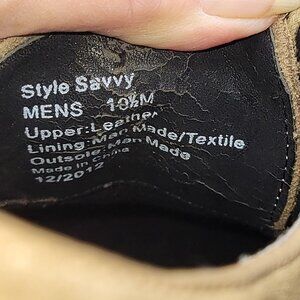 Style Savvy
MENS 10½M
Upper:Leather
Lining:Man Made/Textile
Outsole:Man Made
Made in China
12/2012